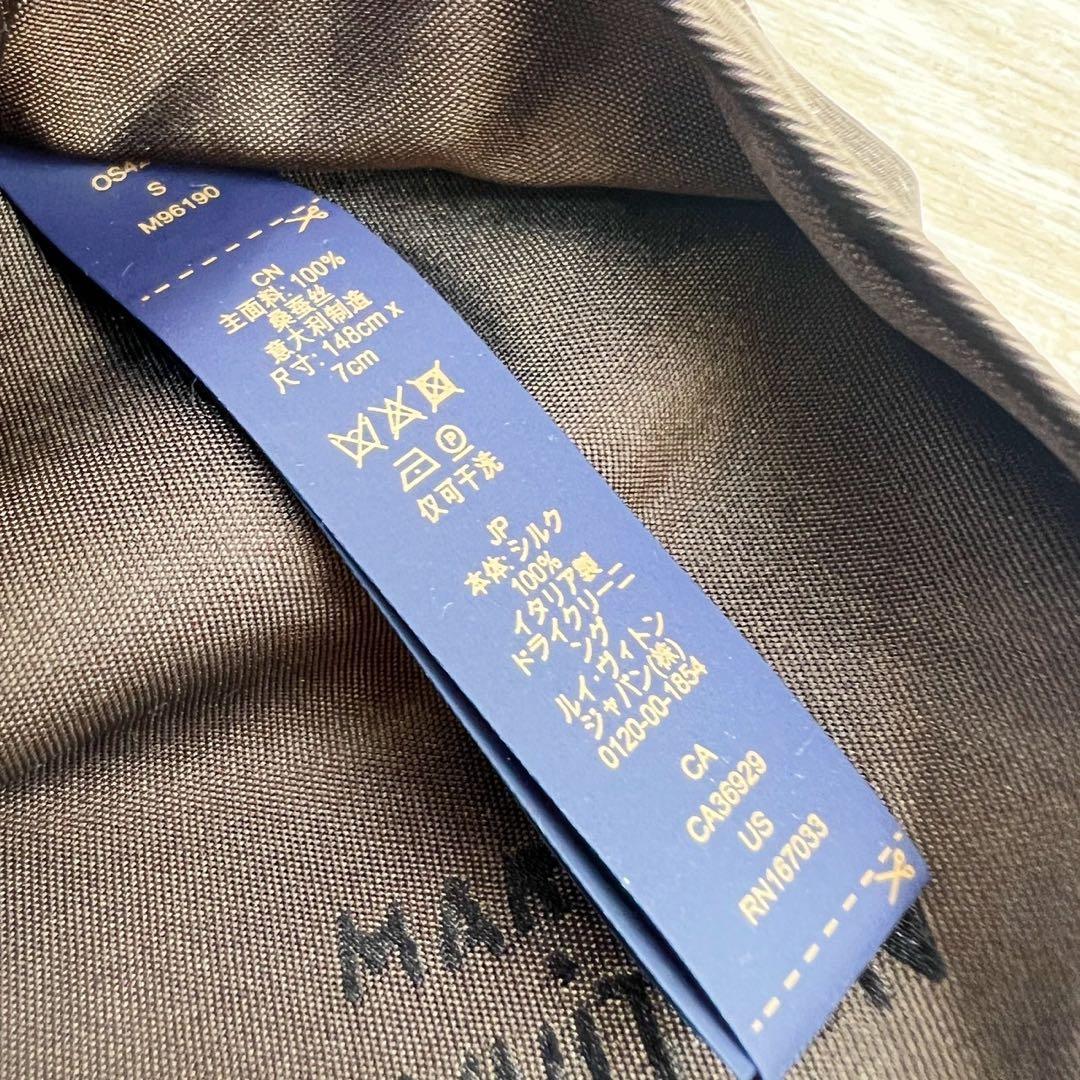 S
M96190
CN
主面料: 100%
桑蚕丝
意大利制造
尺寸: 148cm x
7cm
P
仅可干洗
JP
本体: シルク
100%
イタリア製
ドライクリーニ
ング
ルイ・ヴィトン
ジャパン(株)
0120-00-1854
CA
CA36929
US
RN167033